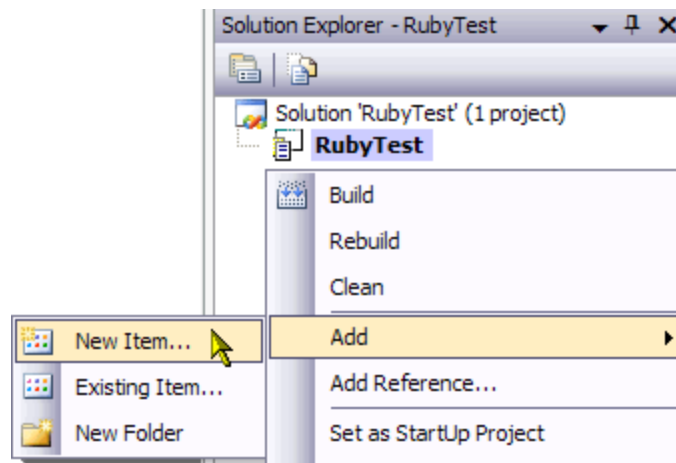 Solution Explorer - RubyTest
Solution 'RubyTest' (1 project)
RubyTest
Build
Rebuild
Clean
Add
Add Reference...
Set as StartUp Project
New Item...
Existing Item...
New Folder